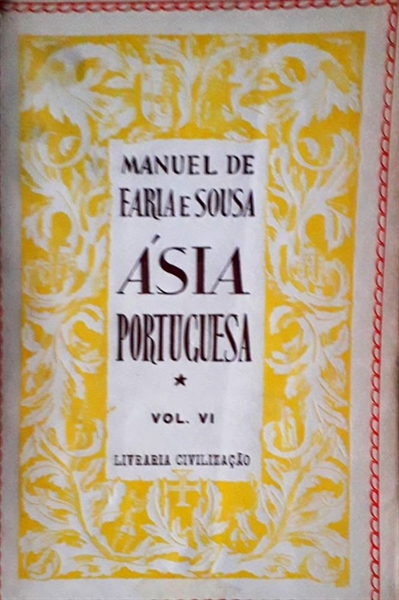 MANUEL DE
FARIA E SOUSA
ÁSIA
PORTUGUESA
★
VOL. VI
LIVRARIA CIVILIZAÇÃO